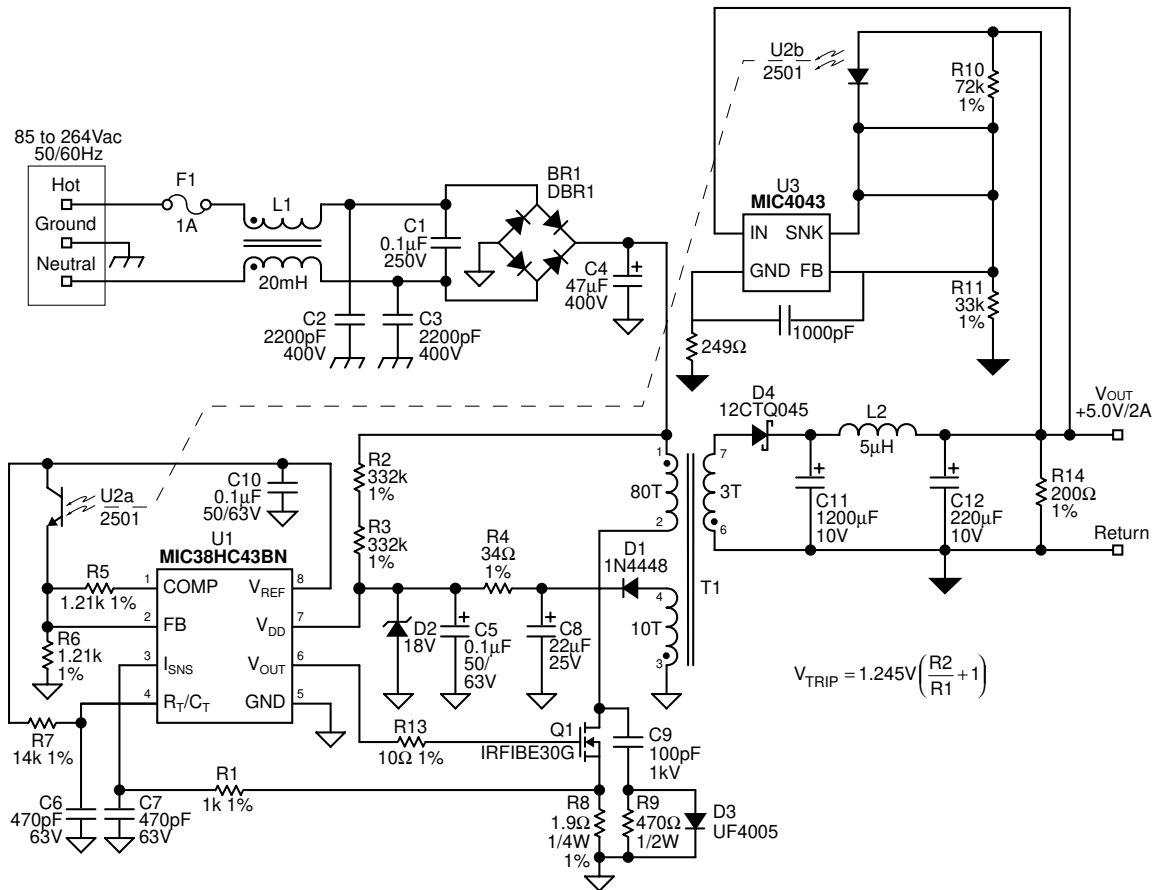 85 to 264Vac
50/60Hz
Hot
Ground
Neutral
F1
1A
L1
20mH
C1
0.1µF
250V
C2
2200pF
400V
C3
2200pF
400V
BR1
DBR1
C4
47µF
400V
U2b
2501
R10
72k
1%
U3
MIC4043
IN
SNK
GND
FB
R11
33k
1%
1000pF
249Ω
D4
12CTQ045
L2
5µH
VOUT
+5.0V/2A
1
80T
2
7
3T
6
C11
1200µF
10V
C12
220µF
10V
R14
200Ω
1%
Return
T1
U2a
2501
C10
0.1µF
50/63V
R2
332k
1%
R3
332k
1%
R4
34Ω
1%
D1
1N4448
4
10T
3
U1
MIC38HC43BN
R5
1.21k 1%
R6
1.21k
1%
1
COMP
VREF
8
2
FB
VDD
7
3
ISNS
VOUT
6
4
RT/CT
GND
5
D2
18V
C5
0.1µF
50/
63V
C8
22µF
25V
VTRIP = 1.245V(R2/R1 + 1)
R7
14k 1%
R13
10Ω 1%
Q1
IRFIBE30G
C9
100pF
1kV
C6
470pF
63V
C7
470pF
63V
R1
1k 1%
R8
1.9Ω
1/4W
1%
R9
470Ω
1/2W
D3
UF4005